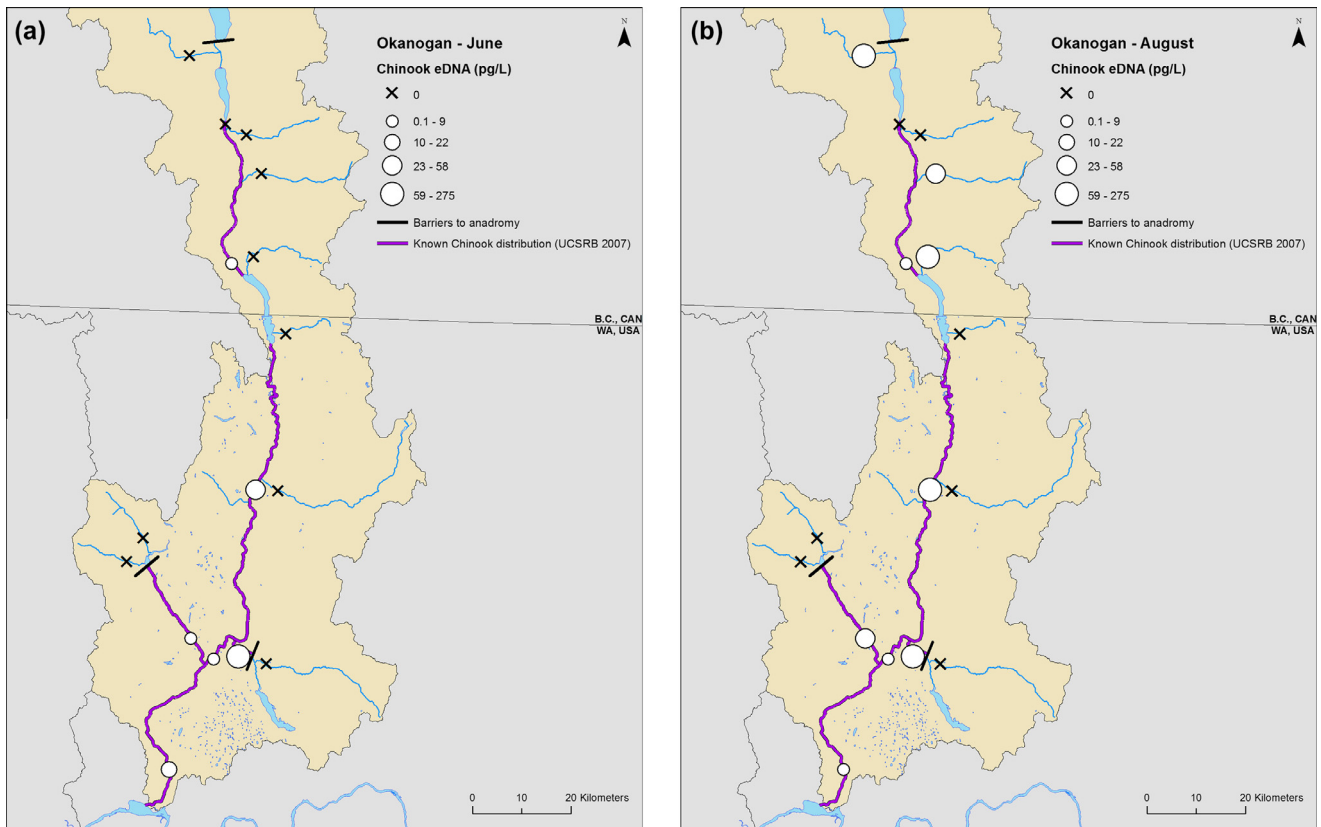 (a)
N
Okanogan - June
Chinook eDNA (pg/L)
0
0.1 - 9
10 - 22
23 - 58
59 - 275
Barriers to anadromy
Known Chinook distribution (UCSRB 2007)
B.C., CAN
WA, USA
0 10 20 Kilometers
(b)
N
Okanogan - August
Chinook eDNA (pg/L)
0
0.1 - 9
10 - 22
23 - 58
59 - 275
Barriers to anadromy
Known Chinook distribution (UCSRB 2007)
B.C., CAN
WA, USA
0 10 20 Kilometers